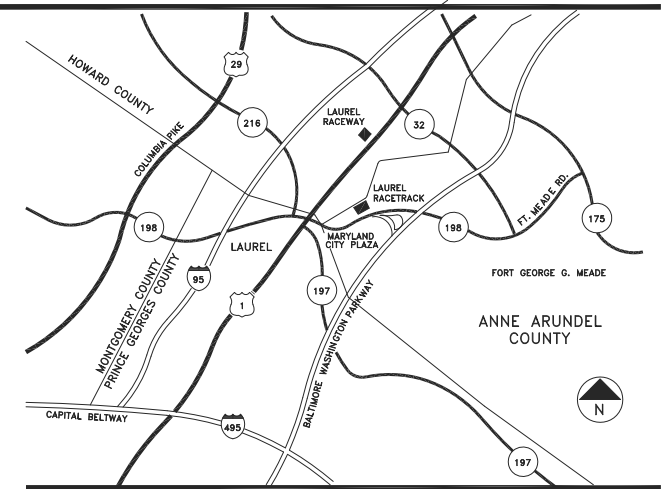 29
HOWARD COUNTY
216
LAUREL
RACEWAY
32
COLUMBIA PIKE
LAUREL
RACETRACK
FT. MEADE RD.
175
198
198
MARYLAND
CITY PLAZA
LAUREL
95
FORT GEORGE G. MEADE
197
1
MONTGOMERY COUNTY
PRINCE GEORGES COUNTY
BALTIMORE WASHINGTON PARKWAY
ANNE ARUNDEL
COUNTY
N
CAPITAL BELTWAY
495
197